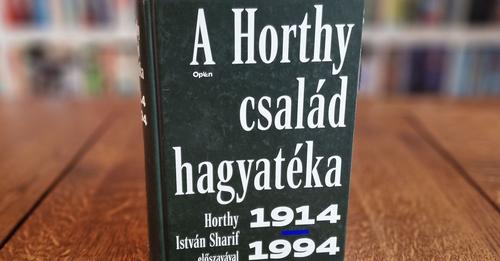 A Horthy
Open
család
hagyatéka
Horthy
István Sharif
előszavával
1914
1994